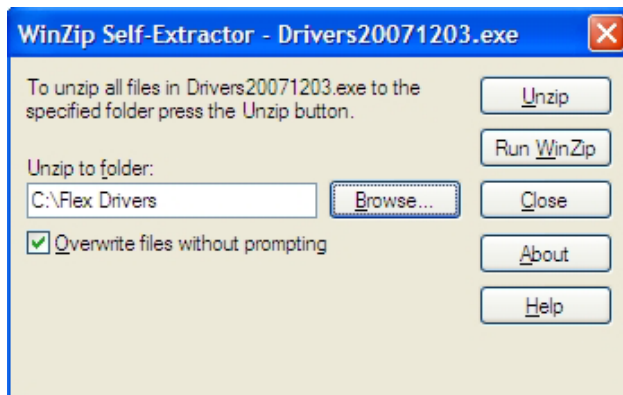 WinZip Self-Extractor - Drivers20071203.exe
To unzip all files in Drivers20071203.exe to the
specified folder press the Unzip button.
Unzip
Run WinZip
Unzip to folder:
C:\Flex Drivers
Browse...
Close
Overwrite files without prompting
About
Help